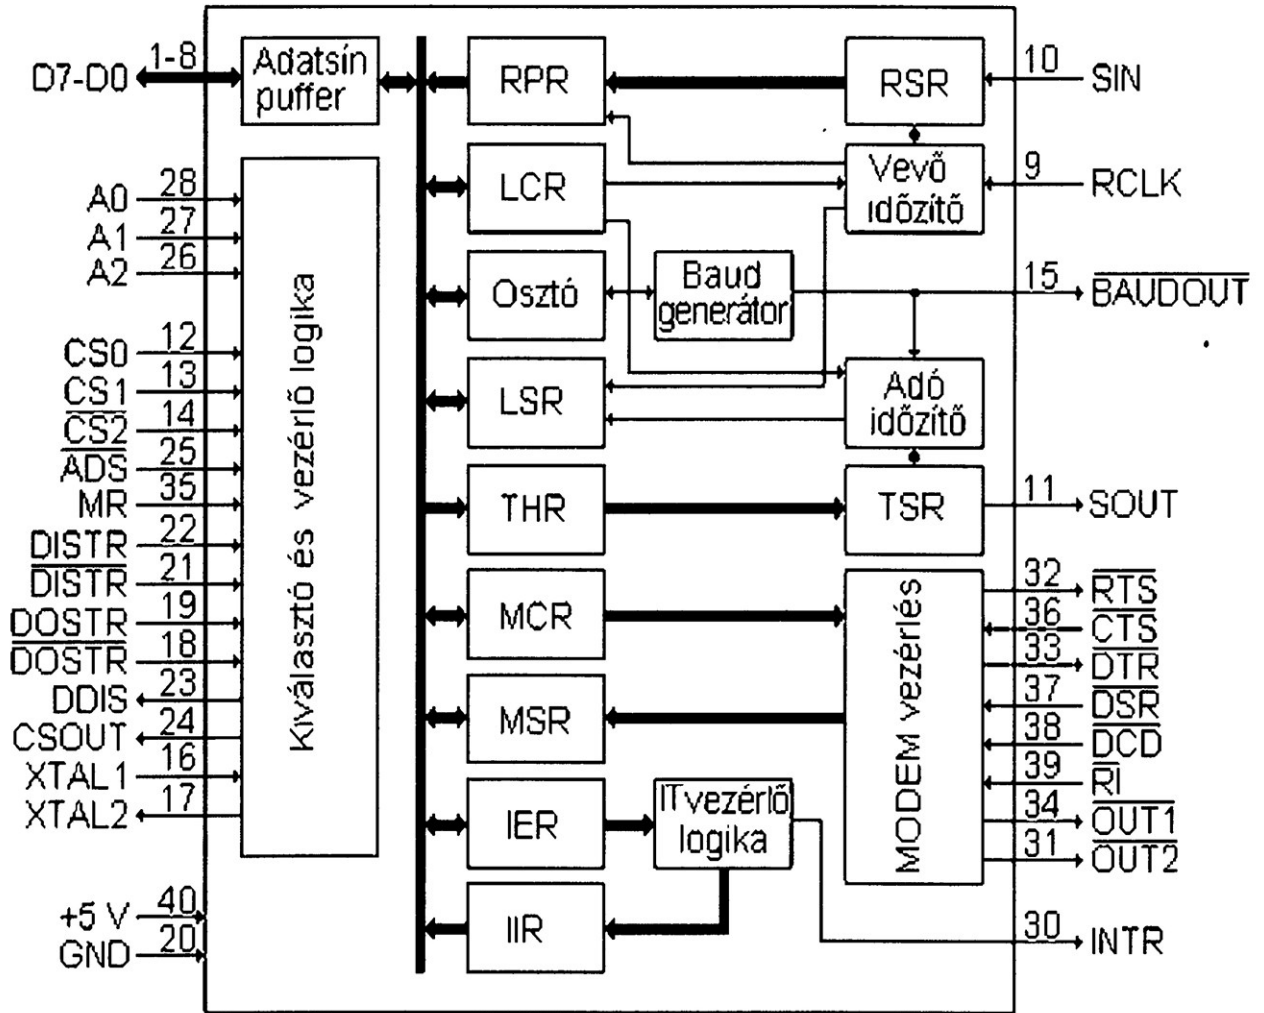 D7-D0 1-8
Adatsín
puffer
RPR
RSR
10 SIN
A0 28
A1 27
A2 26
LCR
Vevő
időzítő
9 RCLK
Kiválasztó és vezérlő logika
Osztó
Baud
generátor
15 BAUDOUT
CS0 12
CS1 13
CS2 14
ADS 25
MR 35
DISTR 22
DISTR 21
DOSTR 19
DOSTR 18
DDIS 23
CSOUT 24
XTAL1 16
XTAL2 17
LSR
Adó
időzítő
THR
TSR
11 SOUT
MCR
MODEM vezérlés
32 RTS
36 CTS
33 DTR
37 DSR
38 DCD
39 RI
34 OUT1
31 OUT2
MSR
IER
ITvezérlő
logika
IIR
30 INTR
+5 V 40
GND 20